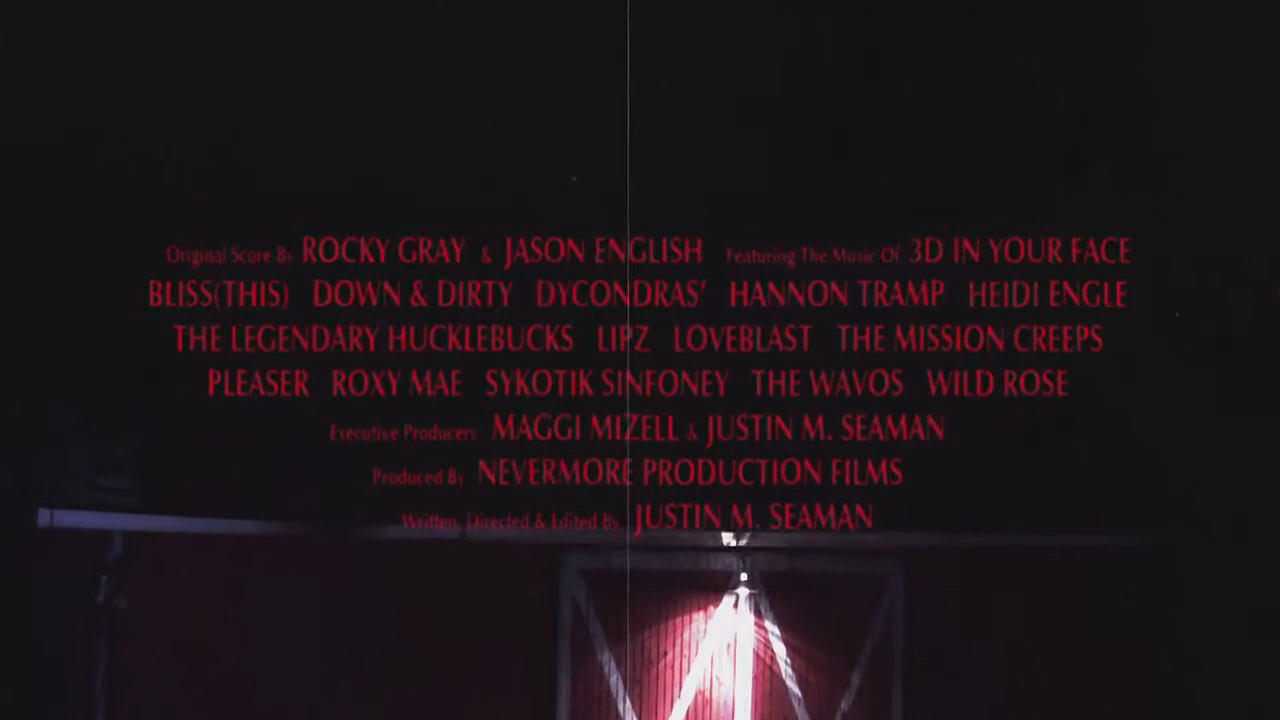 Original Score By ROCKY GRAY & JASON ENGLISH Featuring The Music Of 3D IN YOUR FACE
BLISS(THIS) DOWN & DIRTY DYCONDRAS' HANNON TRAMP HEIDI ENGLE
THE LEGENDARY HUCKLEBUCKS LIPZ LOVEBLAST THE MISSION CREEPS
PLEASER ROXY MAE SYKOTIK SINFONEY THE WAVOS WILD ROSE
Executive Producers MAGGI MIZELL & JUSTIN M. SEAMAN
Produced By NEVERMORE PRODUCTION FILMS
Written, Directed & Edited By JUSTIN M. SEAMAN